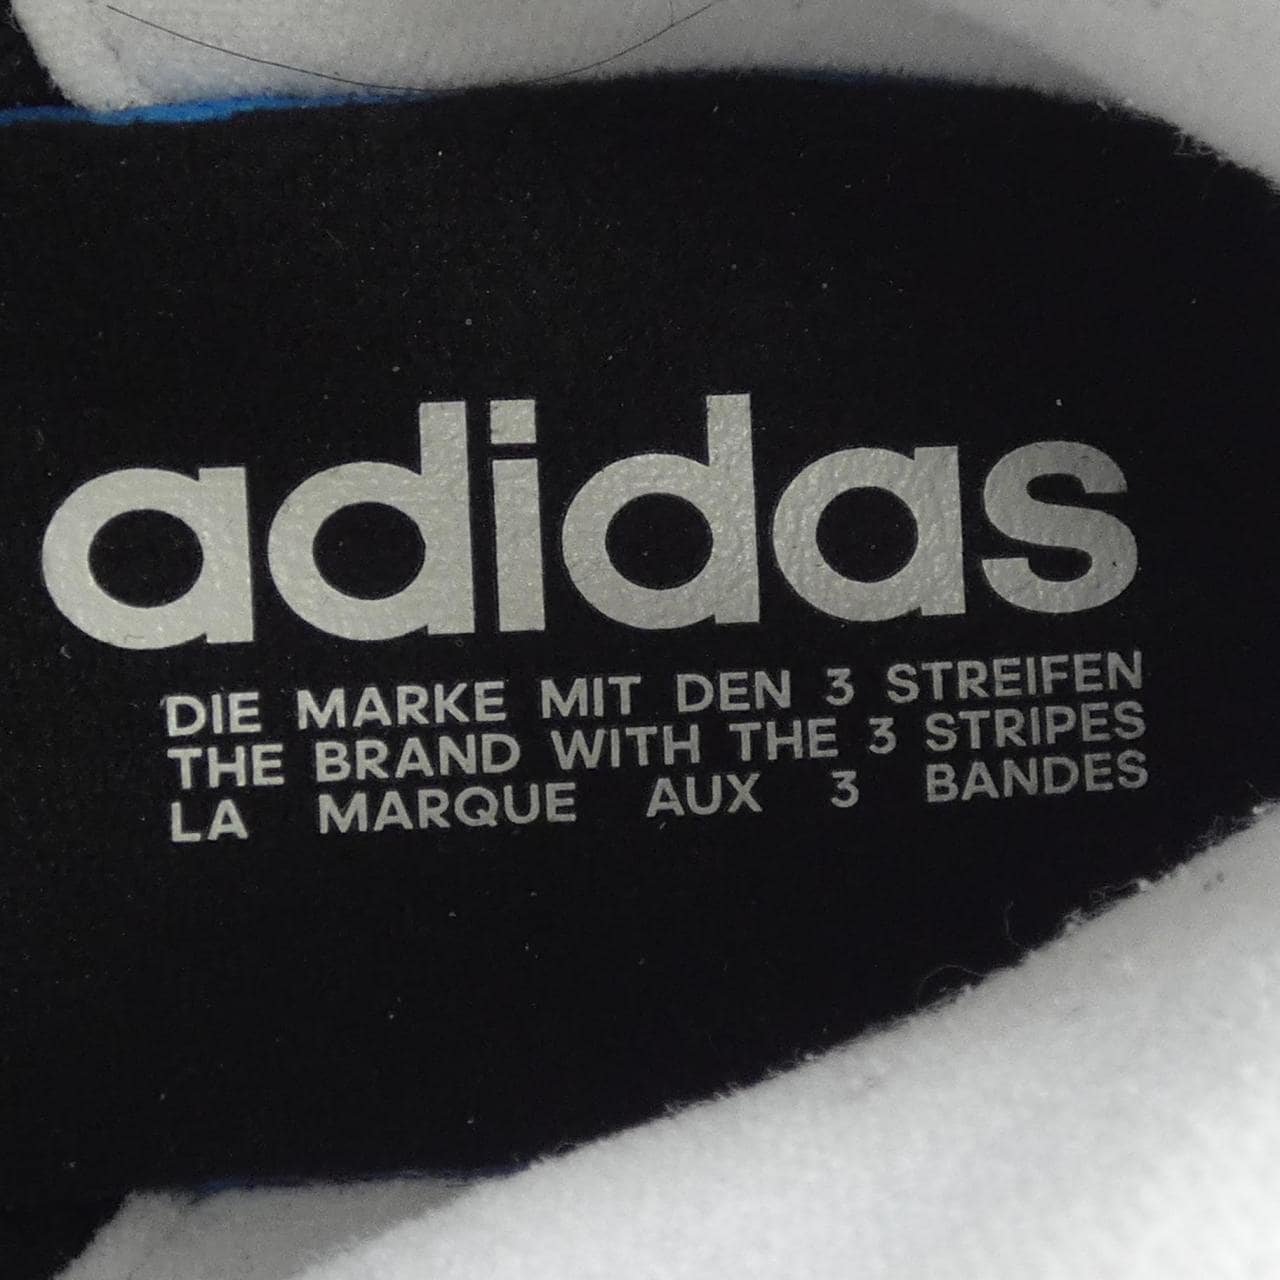 adidas
DIE MARKE MIT DEN 3 STREIFEN
THE BRAND WITH THE 3 STRIPES
LA MARQUE AUX 3 BANDES